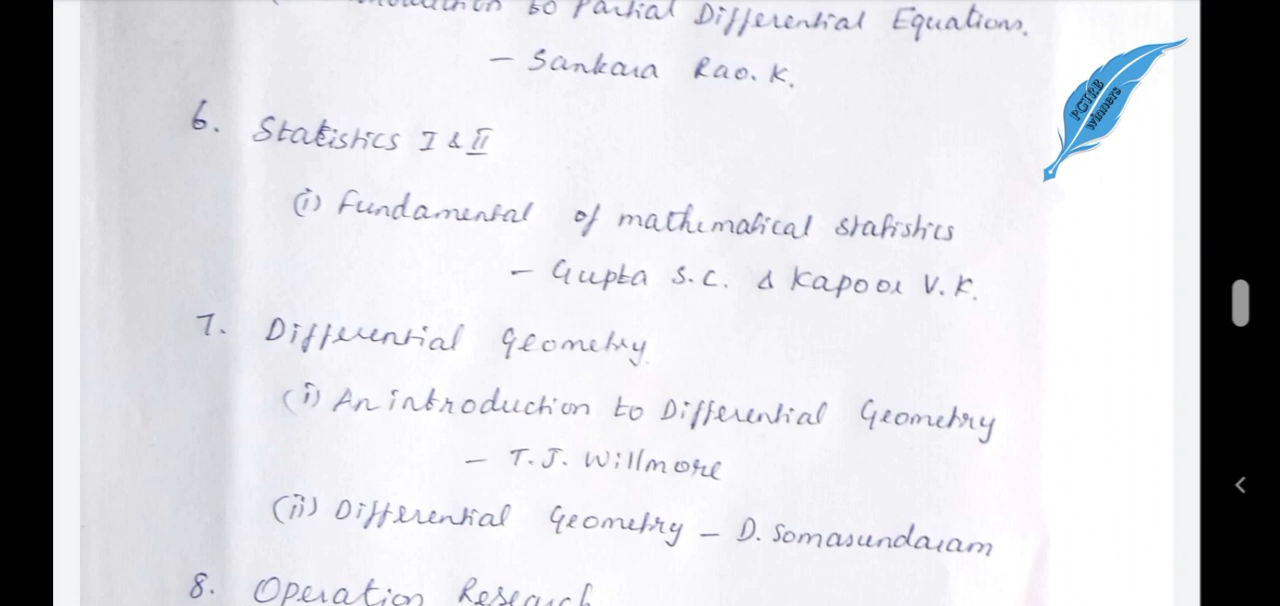 to Partial Differential Equations.
- Sankara Rao. K.
6. Statistics I & II
(i) Fundamental of mathematical statistics
- Gupta S.C. & Kapoor V.K.
7. Differential Geometry
(i) An introduction to Differential Geometry
- T.J. Willmore
(ii) Differential Geometry - D. Somasundaram
8. Operation Research
PGTRB
Winners